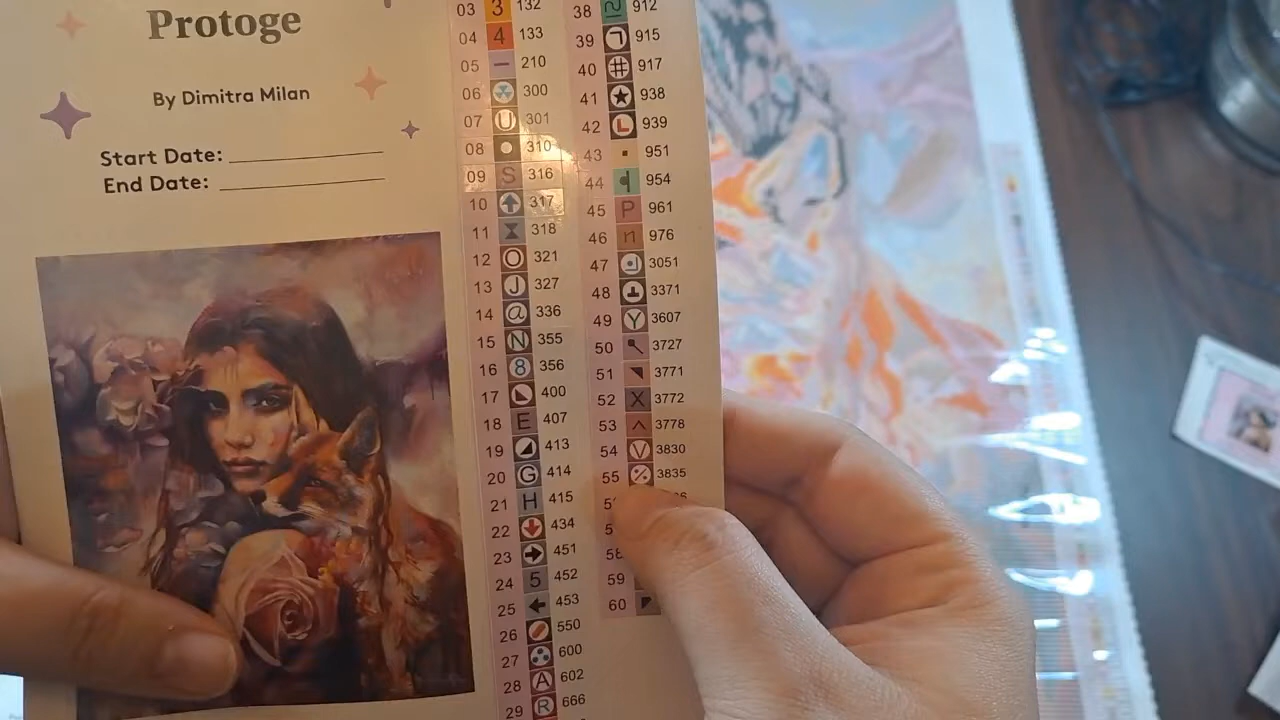 Protoge
By Dimitra Milan
Start Date:
End Date:
03 3 132
04 4 133
05 210
06 300
07 U 301
08 310
09 S 316
10 317
11 318
12 O 321
13 J 327
14 @ 336
15 N 355
16 8 356
17 400
18 E 407
19 413
20 G 414
21 H 415
22 434
23 451
24 5 452
25 453
26 550
27 600
28 A 602
29 R 666
38 912
39 915
40 # 917
41 ★ 938
42 L 939
43 951
44 954
45 P 961
46 n 976
47 3051
48 3371
49 Y 3607
50 3727
51 3771
52 X 3772
53 ^ 3778
54 V 3830
55 % 3835
59
60